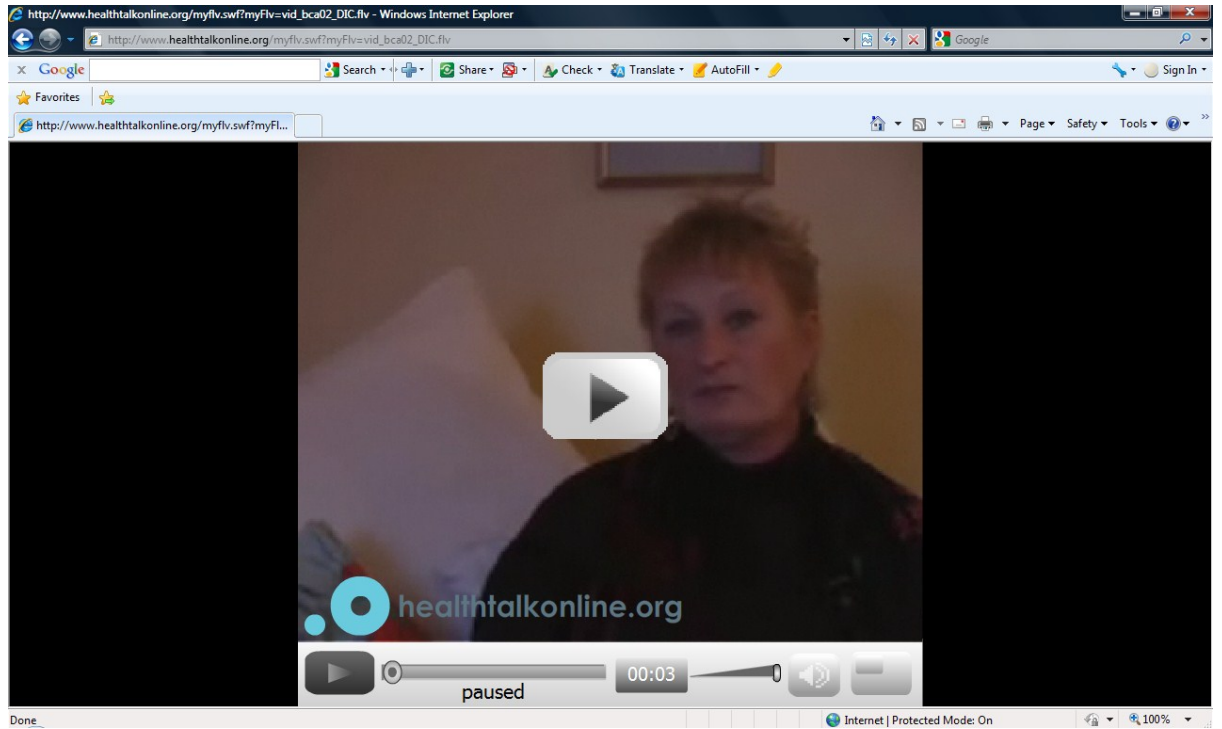 http://www.healthtalkonline.org/myflv.swf?myFlv=vid_bca02_DIC.flv - Windows Internet Explorer
http://www.healthtalkonline.org/myflv.swf?myFlv=vid_bca02_DIC.flv Google
x Google Search Share Check Translate AutoFill Sign In
Favorites
http://www.healthtalkonline.org/myflv.swf?myFl... Page Safety Tools
healthtalkonline.org
00:03
paused
Done Internet | Protected Mode: On 100%